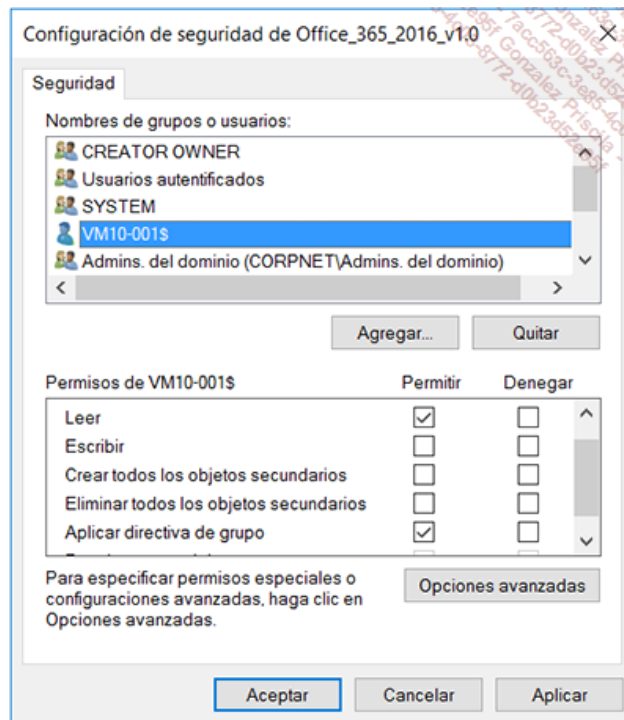 Configuración de seguridad de Office_365_2016_v1.0
Seguridad
Nombres de grupos o usuarios:
CREATOR OWNER
Usuarios autentificados
SYSTEM
VM10-001$
Admins. del dominio (CORPNET\Admins. del dominio)
Agregar... Quitar
Permisos de VM10-001$ Permitir Denegar
Leer
Escribir
Crear todos los objetos secundarios
Eliminar todos los objetos secundarios
Aplicar directiva de grupo
Para especificar permisos especiales o
configuraciones avanzadas, haga clic en
Opciones avanzadas.
Opciones avanzadas
Aceptar Cancelar Aplicar